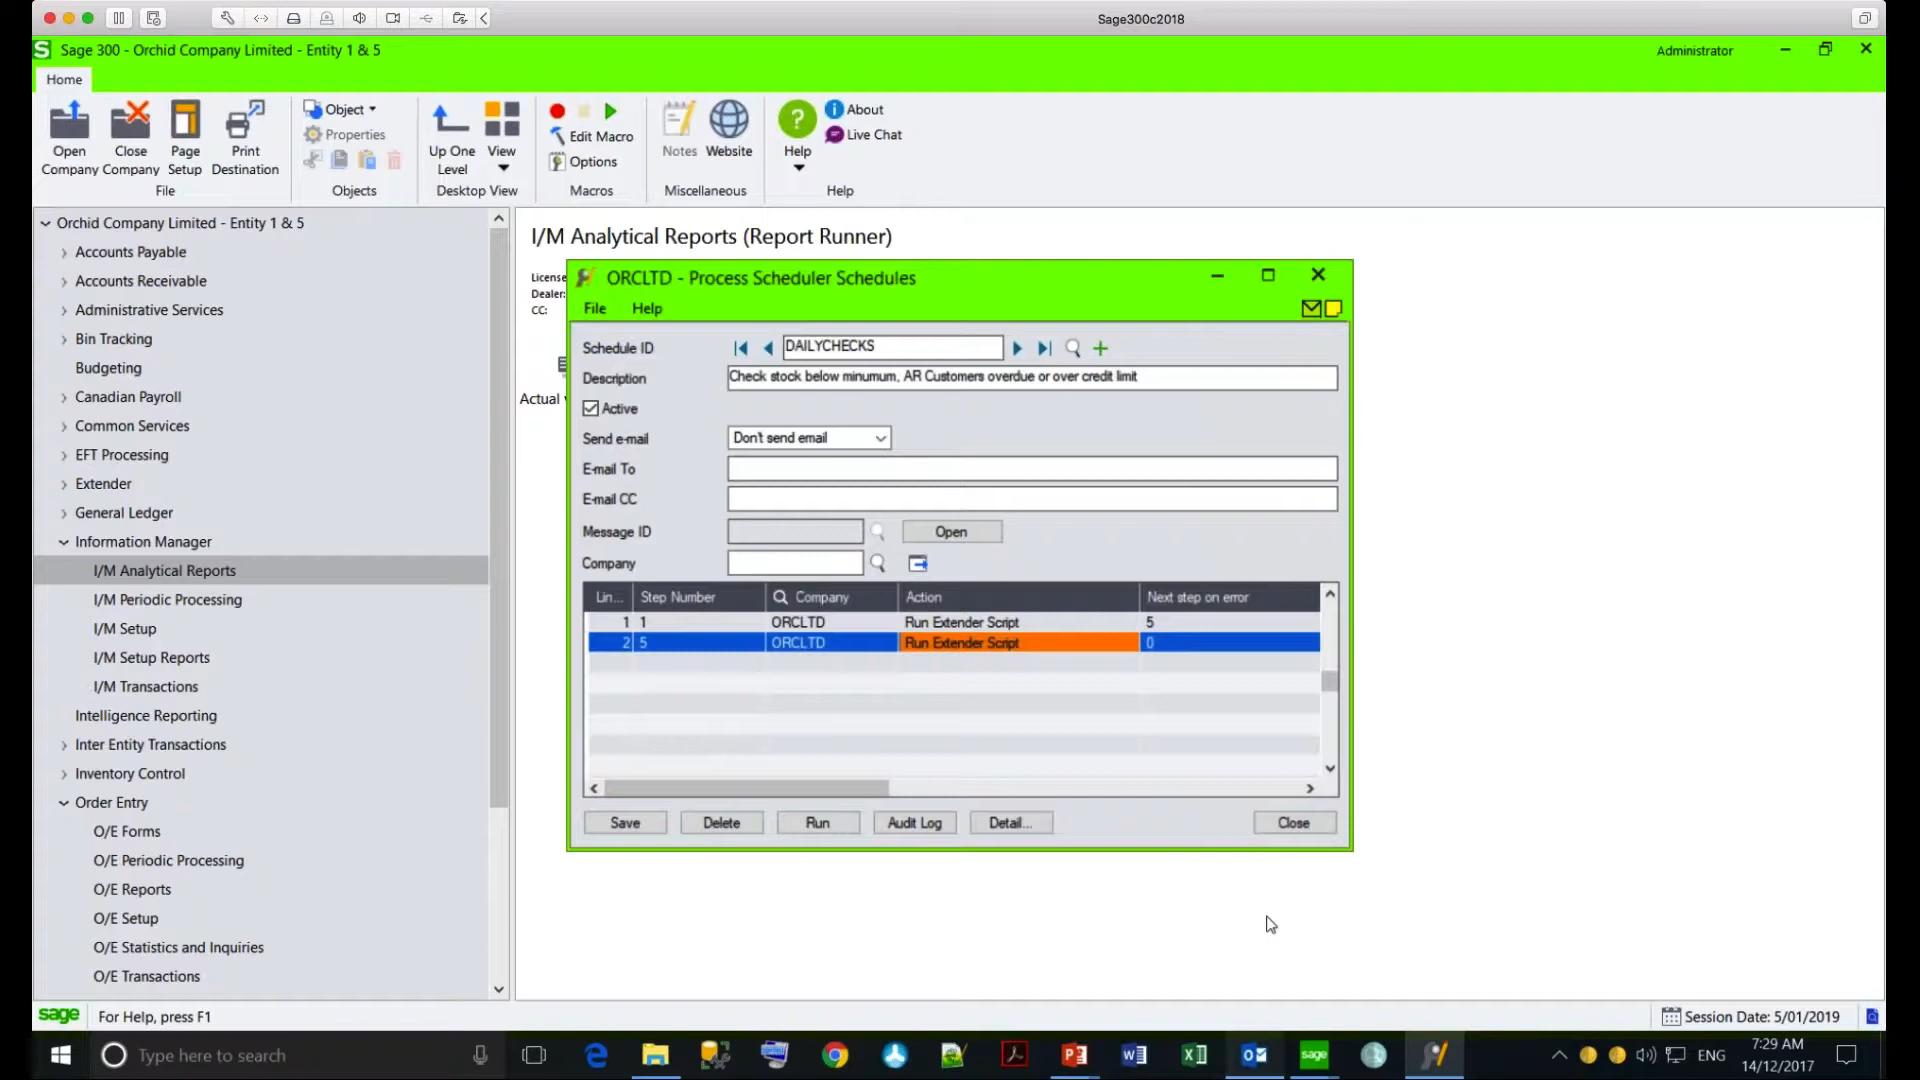 Sage300c2018
Sage 300 - Orchid Company Limited - Entity 1 & 5
Administrator
Home
Open Company
Close Company
Page Setup
Print Destination
File
Object
Properties
Objects
Up One Level
View
Desktop View
Edit Macro
Options
Macros
Notes
Website
Miscellaneous
Help
About
Live Chat
Help
Orchid Company Limited - Entity 1 & 5
Accounts Payable
Accounts Receivable
Administrative Services
Bin Tracking
Budgeting
Canadian Payroll
Common Services
EFT Processing
Extender
General Ledger
Information Manager
I/M Analytical Reports
I/M Periodic Processing
I/M Setup
I/M Setup Reports
I/M Transactions
Intelligence Reporting
Inter Entity Transactions
Inventory Control
Order Entry
O/E Forms
O/E Periodic Processing
O/E Reports
O/E Setup
O/E Statistics and Inquiries
O/E Transactions
I/M Analytical Reports (Report Runner)
License
Dealer:
CC:
Actual
ORCLTD - Process Scheduler Schedules
File Help
Schedule ID DAILYCHECKS
Description Check stock below minumum, AR Customers overdue or over credit limit
Active
Send e-mail Don't send email
E-mail To
E-mail CC
Message ID Open
Company
Lin... Step Number Company Action Next step on error
1 1 ORCLTD Run Extender Script 5
2 5 ORCLTD Run Extender Script 0
Save Delete Run Audit Log Detail... Close
sage For Help, press F1
Session Date: 5/01/2019
Type here to search
sage
ENG
7:29 AM
14/12/2017